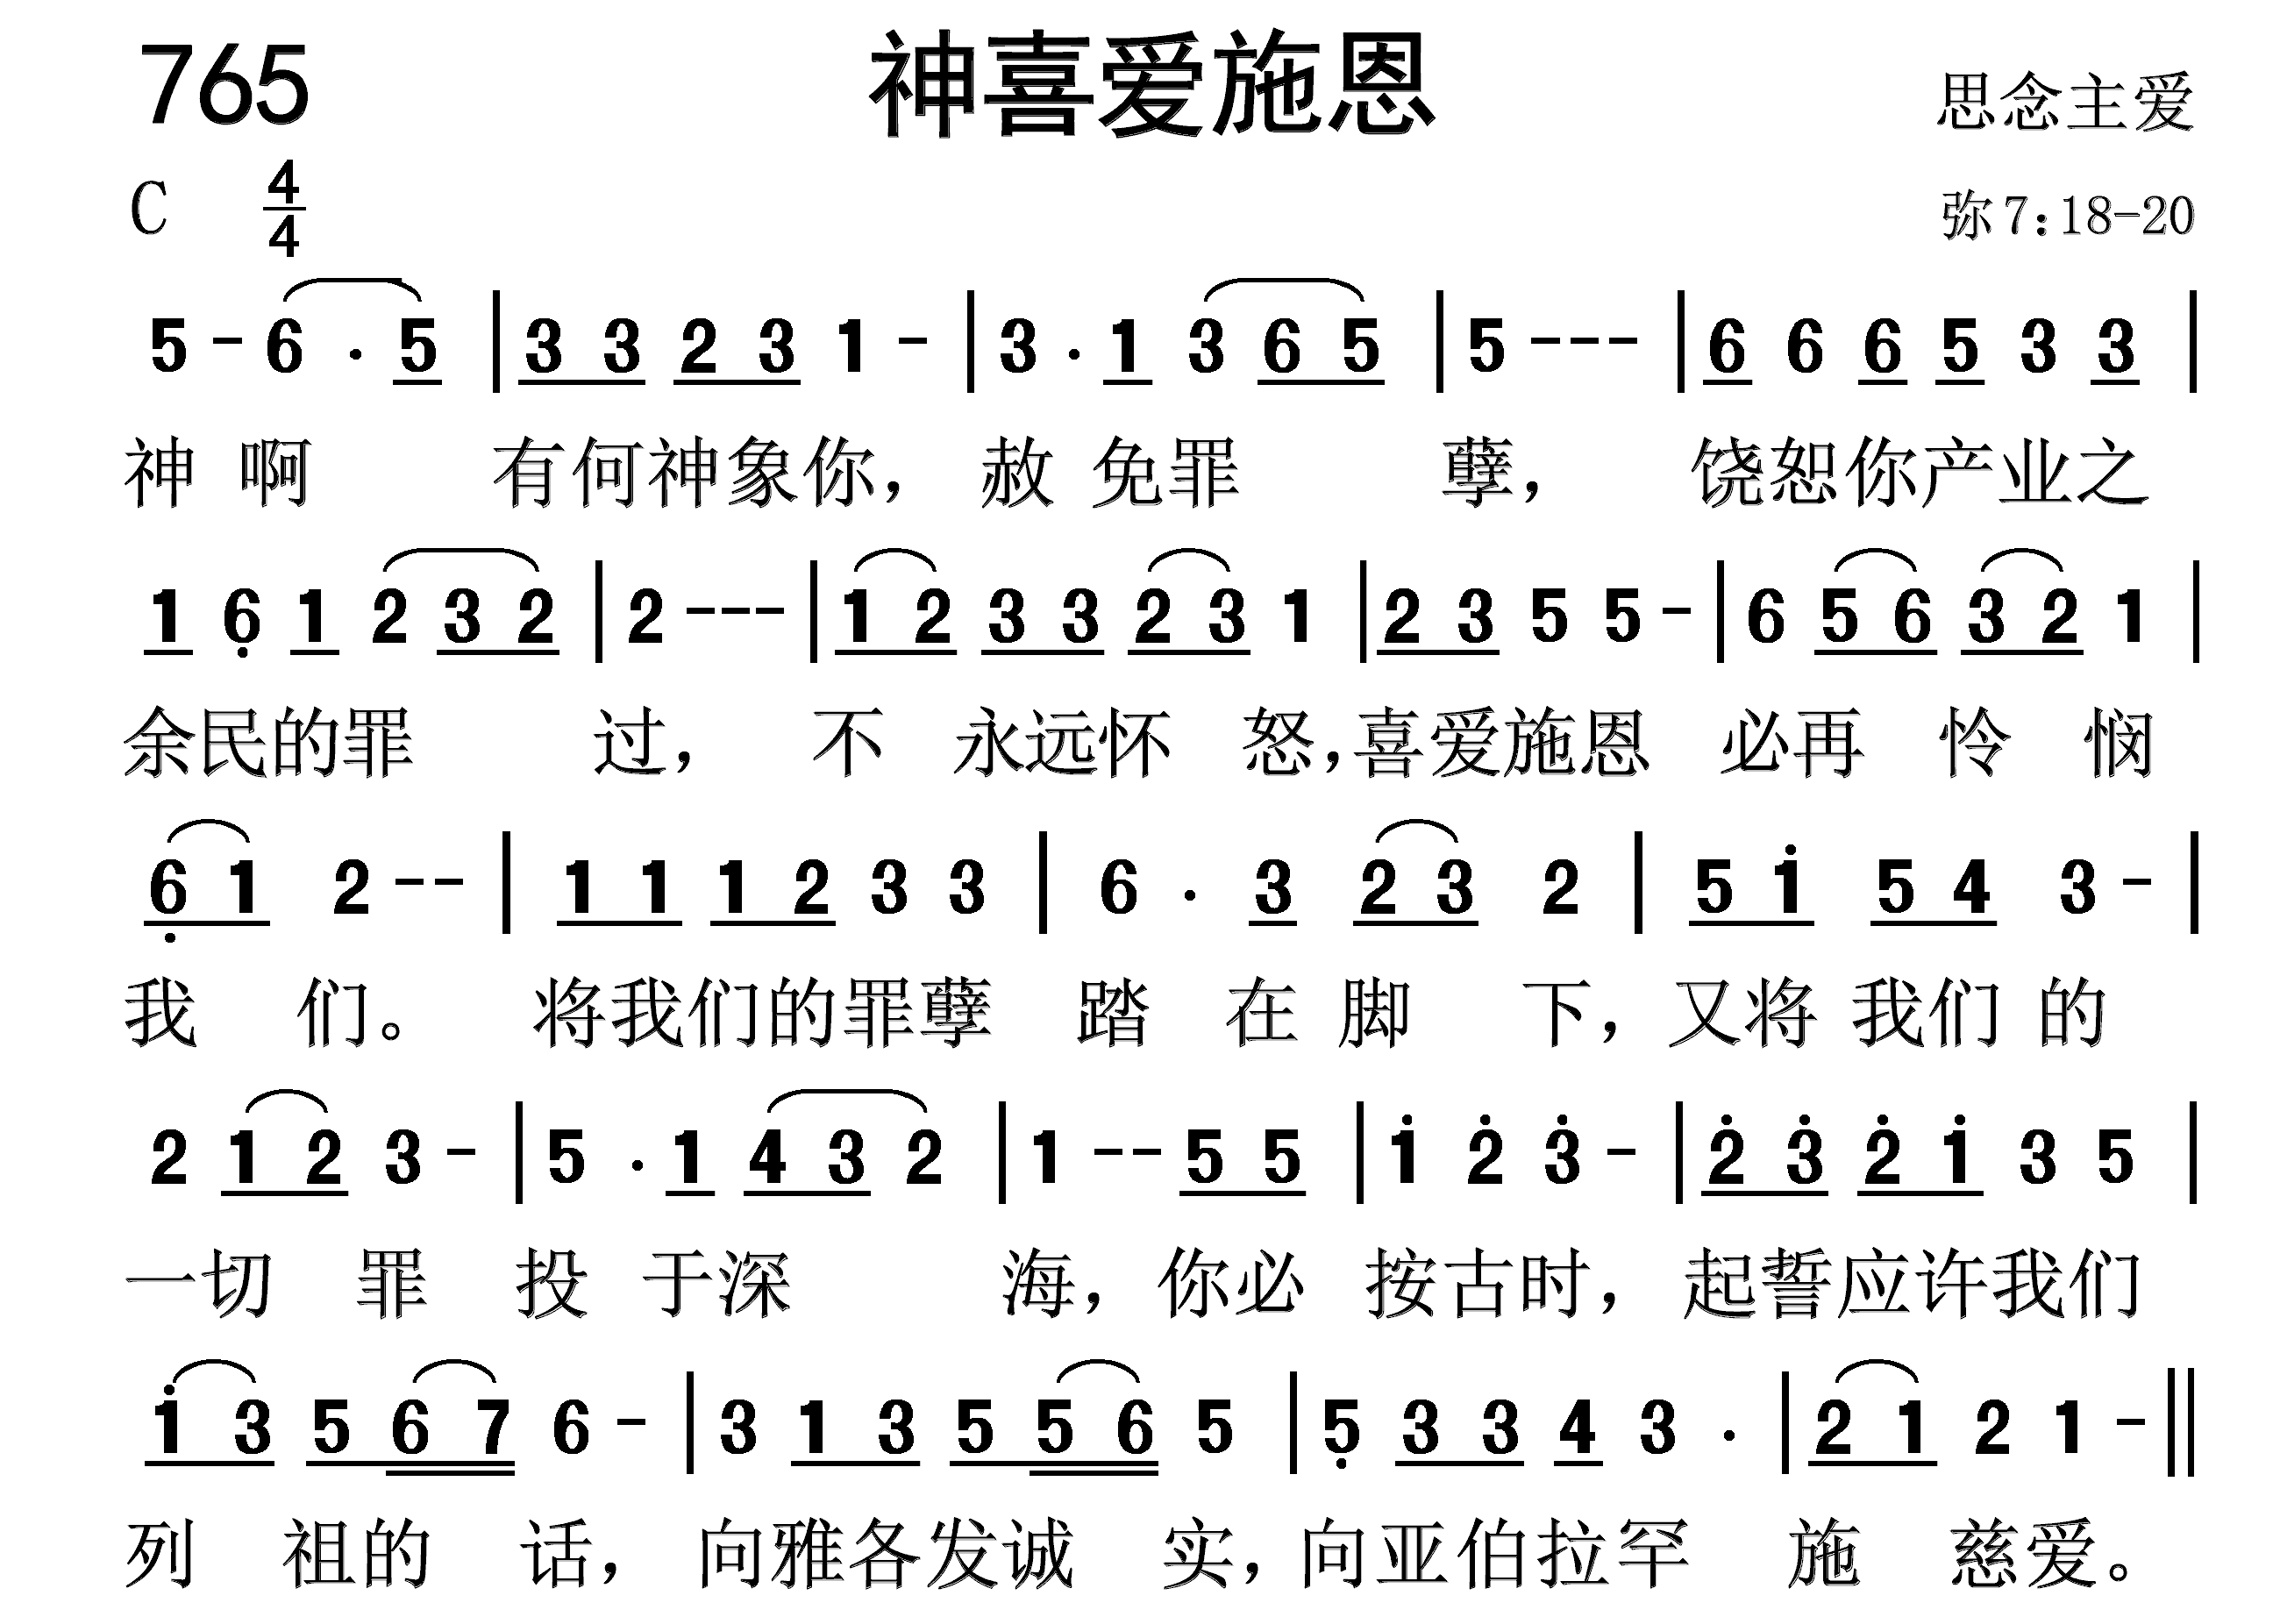 765 神喜爱施恩 思念主爱
C 4/4 弥7:18-20
5 - 6 . 5 | 3 3 2 3 1 - | 3 . 1 3 6 5 | 5 - - - | 6 6 6 5 3 3 |
神 啊 有何神象你， 赦 免罪 孽， 饶恕你产业之
1 6̣ 1 2 3 2 | 2 - - - | 1 2 3 3 2 3 1 | 2 3 5 5 - | 6 5 6 3 2 1 |
余民的罪 过， 不 永远怀 怒，喜爱施恩 必再 怜 悯
6̣ 1 2 - - | 1 1 1 2 3 3 | 6 . 3 2 3 2 | 5 1̇ 5 4 3 - |
我 们。 将我们的罪孽 踏 在 脚 下，又将 我们 的
2 1 2 3 - | 5 . 1 4 3 2 | 1 - - 5 5 | 1̇ 2̇ 3̇ - | 2̇ 3̇ 2̇ 1̇ 3 5 |
一切 罪 投 于深 海，你必 按古时， 起誓应许我们
1̇ 3 5 6 7 6 - | 3 1 3 5 5 6 5 | 5̣ 3 3 4 3 . | 2 1 2 1 - ||
列 祖的 话， 向雅各发诚 实，向亚伯拉罕 施 慈爱。